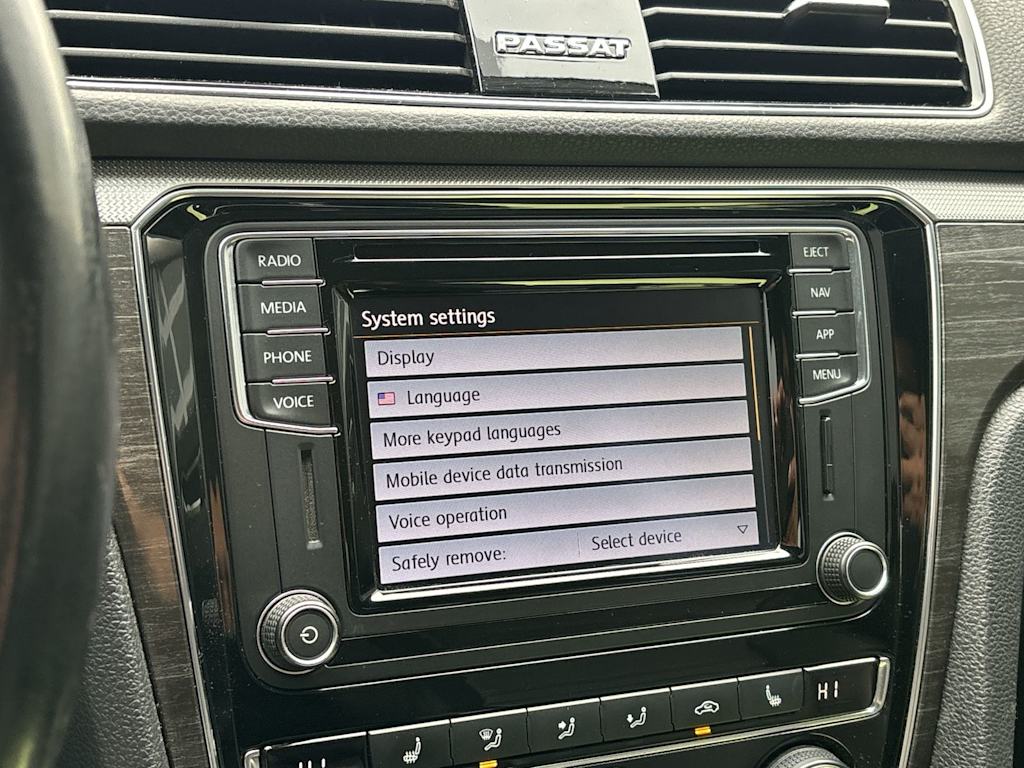 PASSAT
RADIO
MEDIA
PHONE
VOICE
EJECT
NAV
APP
MENU
System settings
Display
Language
More keypad languages
Mobile device data transmission
Voice operation
Safely remove: Select device
HI